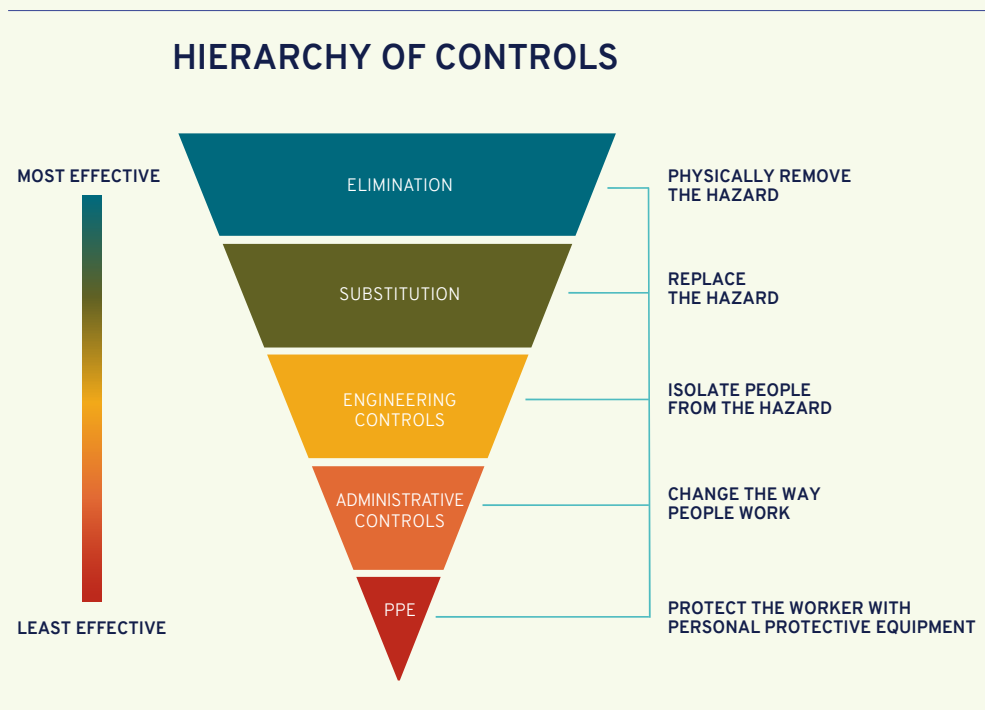 HIERARCHY OF CONTROLS
MOST EFFECTIVE
LEAST EFFECTIVE
ELIMINATION
PHYSICALLY REMOVE
THE HAZARD
SUBSTITUTION
REPLACE
THE HAZARD
ENGINEERING
CONTROLS
ISOLATE PEOPLE
FROM THE HAZARD
ADMINISTRATIVE
CONTROLS
CHANGE THE WAY
PEOPLE WORK
PPE
PROTECT THE WORKER WITH
PERSONAL PROTECTIVE EQUIPMENT